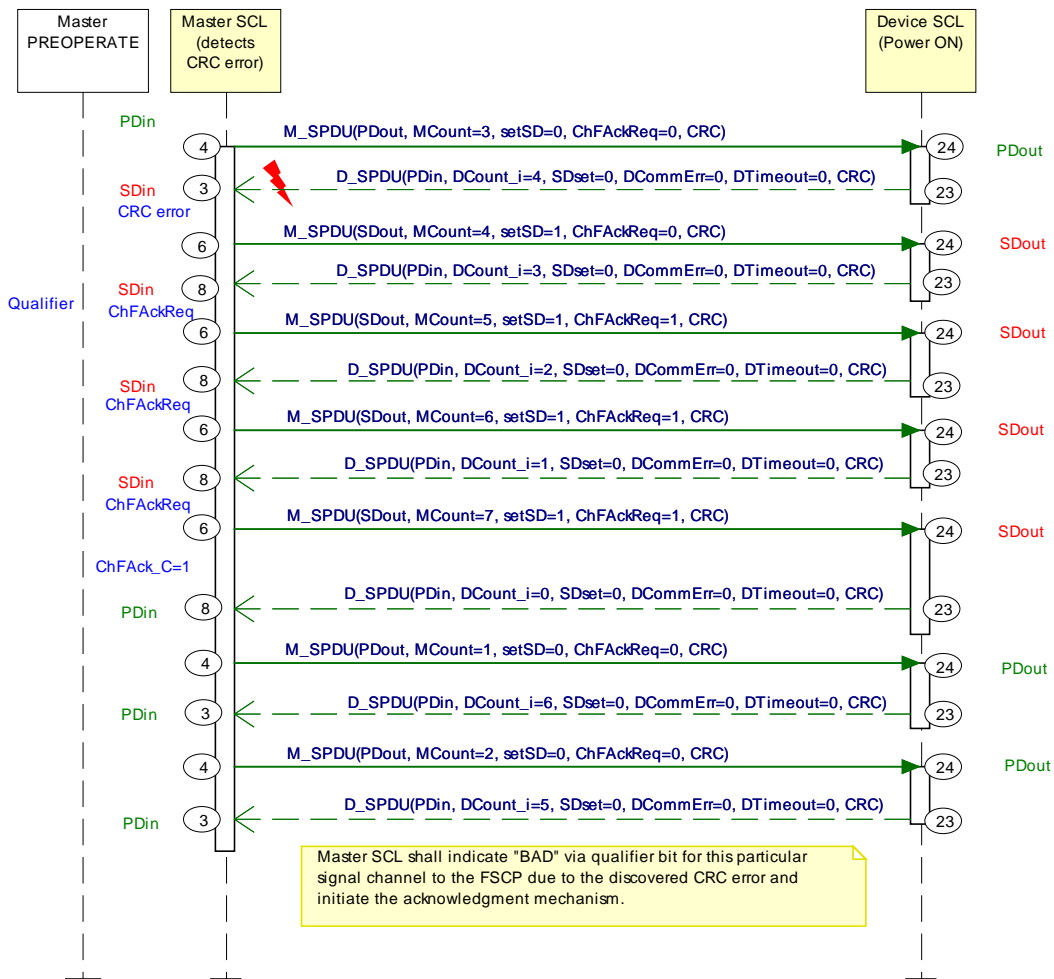 Master
PREOPERATE
Master SCL
(detects
CRC error)
Device SCL
(Power ON)
PDin
M_SPDU(PDout, MCount=3, setSD=0, ChFAckReq=0, CRC)
4
24
PDout
D_SPDU(PDin, DCount_i=4, SDset=0, DCommErr=0, DTimeout=0, CRC)
SDin
3
23
CRC error
M_SPDU(SDout, MCount=4, setSD=1, ChFAckReq=0, CRC)
6
24
SDout
D_SPDU(PDin, DCount_i=3, SDset=0, DCommErr=0, DTimeout=0, CRC)
SDin
8
23
Qualifier
ChFAckReq
M_SPDU(SDout, MCount=5, setSD=1, ChFAckReq=1, CRC)
6
24
SDout
D_SPDU(PDin, DCount_i=2, SDset=0, DCommErr=0, DTimeout=0, CRC)
SDin
8
23
ChFAckReq
M_SPDU(SDout, MCount=6, setSD=1, ChFAckReq=1, CRC)
6
24
SDout
D_SPDU(PDin, DCount_i=1, SDset=0, DCommErr=0, DTimeout=0, CRC)
SDin
8
23
ChFAckReq
M_SPDU(SDout, MCount=7, setSD=1, ChFAckReq=1, CRC)
6
24
SDout
ChFAck_C=1
D_SPDU(PDin, DCount_i=0, SDset=0, DCommErr=0, DTimeout=0, CRC)
PDin
8
23
M_SPDU(PDout, MCount=1, setSD=0, ChFAckReq=0, CRC)
4
24
PDout
D_SPDU(PDin, DCount_i=6, SDset=0, DCommErr=0, DTimeout=0, CRC)
PDin
3
23
M_SPDU(PDout, MCount=2, setSD=0, ChFAckReq=0, CRC)
4
24
PDout
D_SPDU(PDin, DCount_i=5, SDset=0, DCommErr=0, DTimeout=0, CRC)
PDin
3
23
Master SCL shall indicate "BAD" via qualifier bit for this particular
signal channel to the FSCP due to the discovered CRC error and
initiate the acknowledgment mechanism.